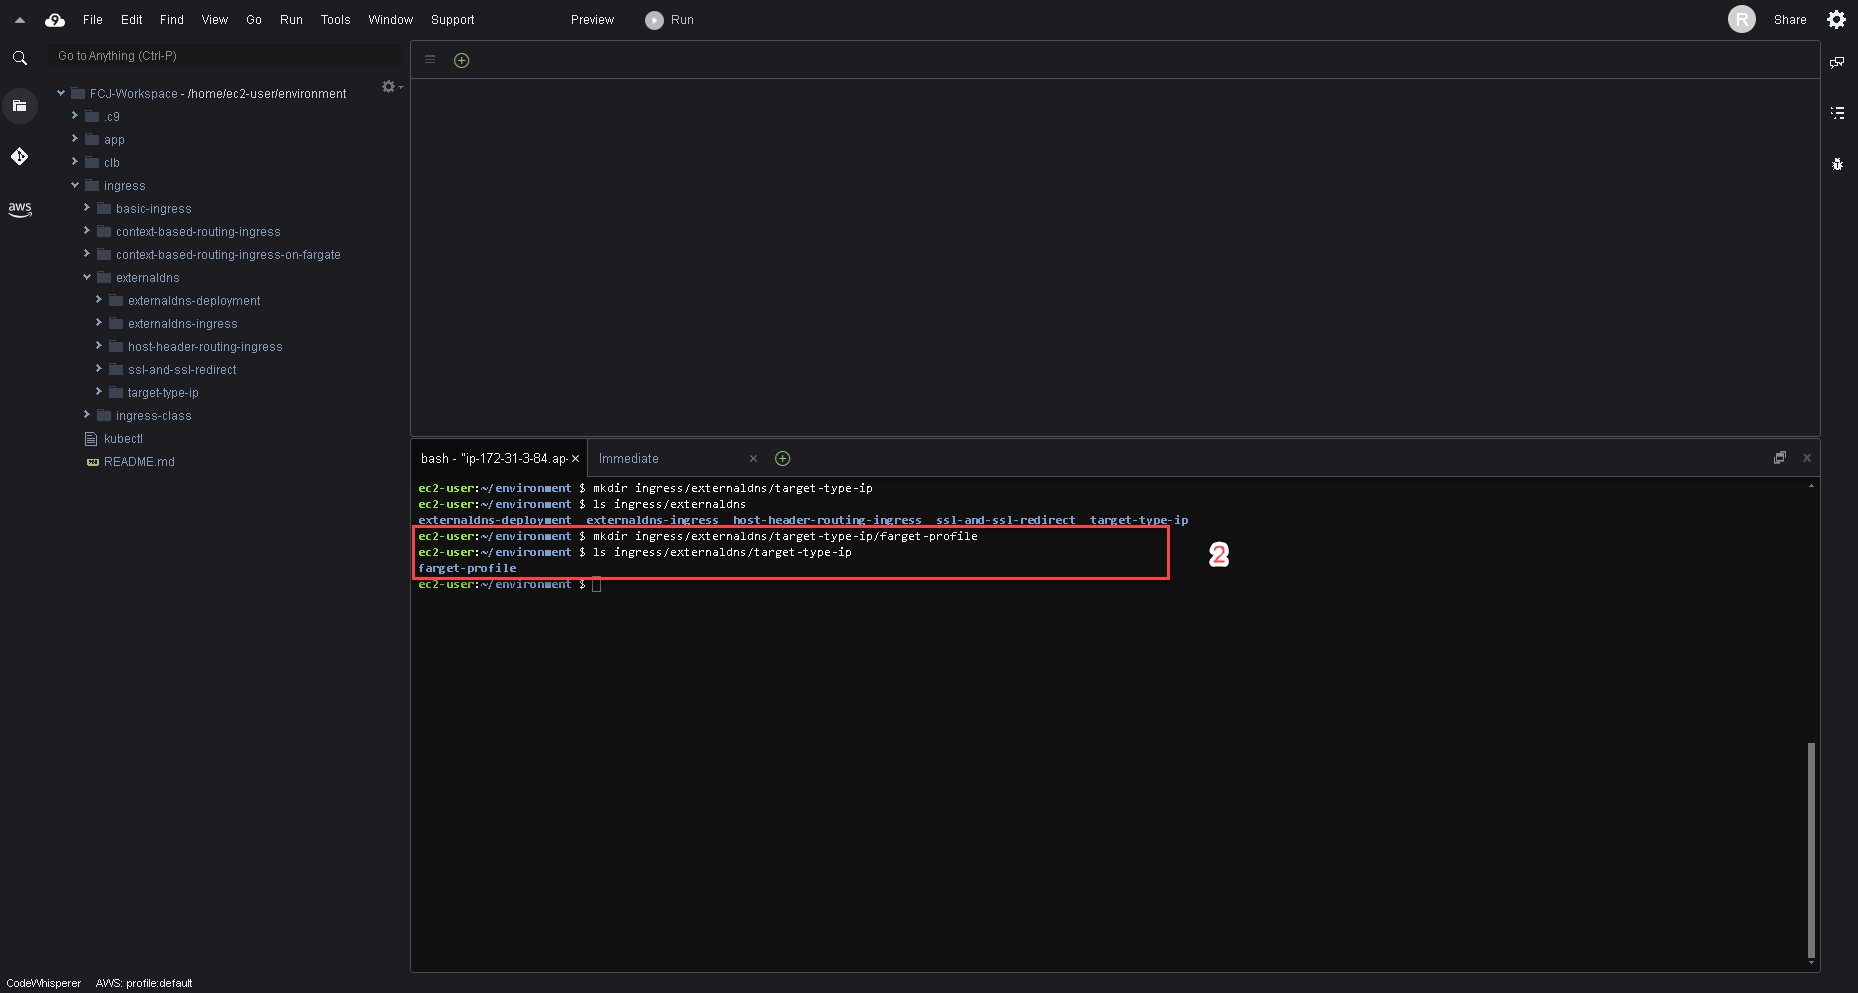 9 File Edit Find View Go Run Tools Window Support Preview Run R Share
Go to Anything (Ctrl-P)
FCJ-Workspace - /home/ec2-user/environment
.c9
app
clb
ingress
aws
basic-ingress
context-based-routing-ingress
context-based-routing-ingress-on-fargate
externaldns
externaldns-deployment
externaldns-ingress
host-header-routing-ingress
ssl-and-ssl-redirect
target-type-ip
ingress-class
kubectl
README.md
bash - "ip-172-31-3-84.ap- Immediate
ec2-user:~/environment $ mkdir ingress/externaldns/target-type-ip
ec2-user:~/environment $ ls ingress/externaldns
externaldns-deployment externaldns-ingress host-header-routing-ingress ssl-and-ssl-redirect target-type-ip
ec2-user:~/environment $ mkdir ingress/externaldns/target-type-ip/farget-profile
ec2-user:~/environment $ ls ingress/externaldns/target-type-ip
farget-profile
ec2-user:~/environment $
2
CodeWhisperer AWS: profile:default